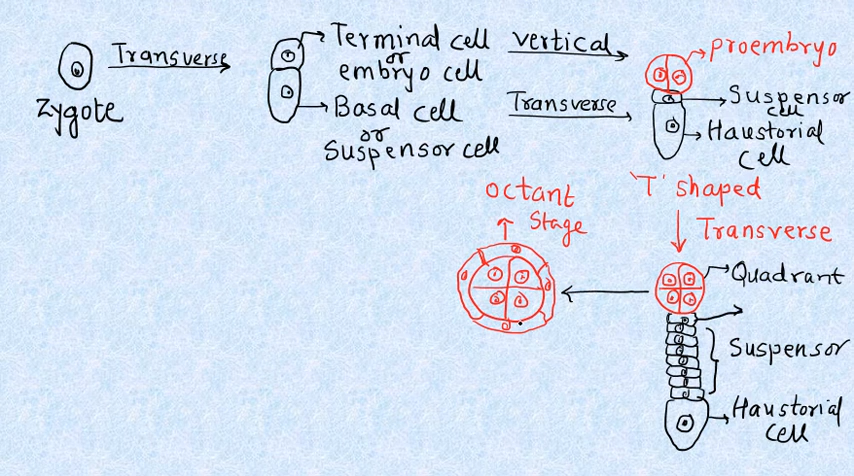 Zygote
Transverse
Terminal cell
or
embryo cell
Basal cell
or
Suspensor cell
vertical
Transverse
proembryo
Suspensor
cell
Haustorial
cell
'T' shaped
Transverse
Quadrant
Suspensor
Haustorial
cell
octant
Stage